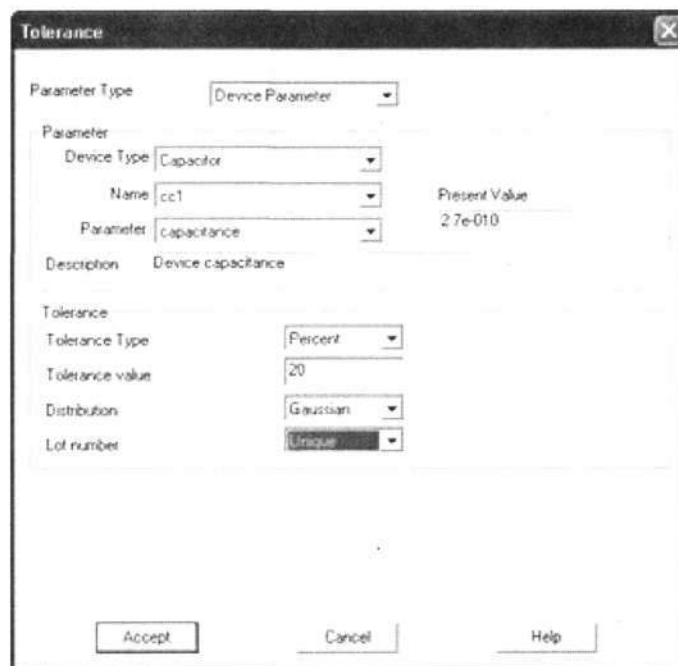 Tolerance
Parameter Type Device Parameter
Parameter
Device Type Capacitor
Name cc1 Present Value
Parameter capacitance 2.7e-010
Description Device capacitance
Tolerance
Tolerance Type Percent
Tolerance value 20
Distribution Gaussian
Lot number Unique
Accept Cancel Help